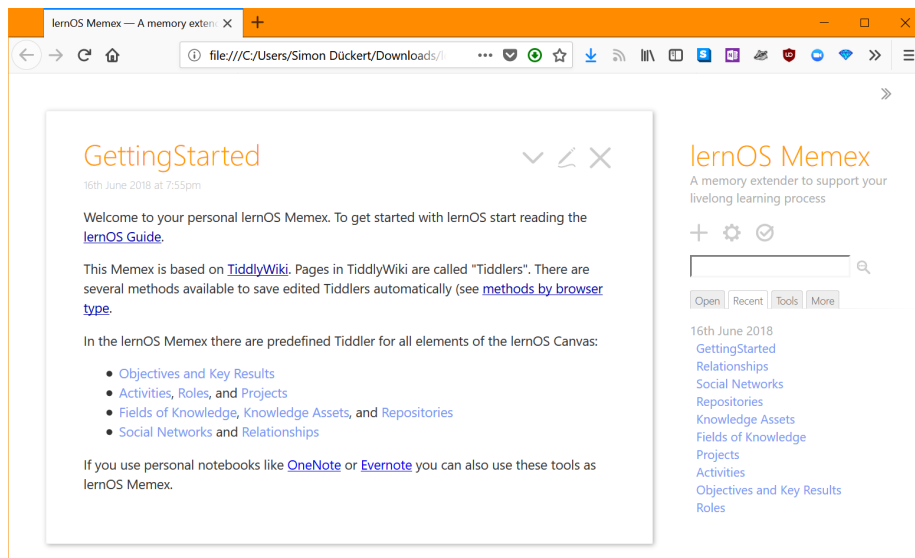 lernOS Memex — A memory exten
file:///C:/Users/Simon Dückert/Downloads/l
GettingStarted
16th June 2018 at 7:55pm
Welcome to your personal lernOS Memex. To get started with lernOS start reading the
lernOS Guide.
This Memex is based on TiddlyWiki. Pages in TiddlyWiki are called "Tiddlers". There are
several methods available to save edited Tiddlers automatically (see methods by browser
type.
In the lernOS Memex there are predefined Tiddler for all elements of the lernOS Canvas:
• Objectives and Key Results
• Activities, Roles, and Projects
• Fields of Knowledge, Knowledge Assets, and Repositories
• Social Networks and Relationships
If you use personal notebooks like OneNote or Evernote you can also use these tools as
lernOS Memex.
lernOS Memex
A memory extender to support your
livelong learning process
Open Recent Tools More
16th June 2018
GettingStarted
Relationships
Social Networks
Repositories
Knowledge Assets
Fields of Knowledge
Projects
Activities
Objectives and Key Results
Roles